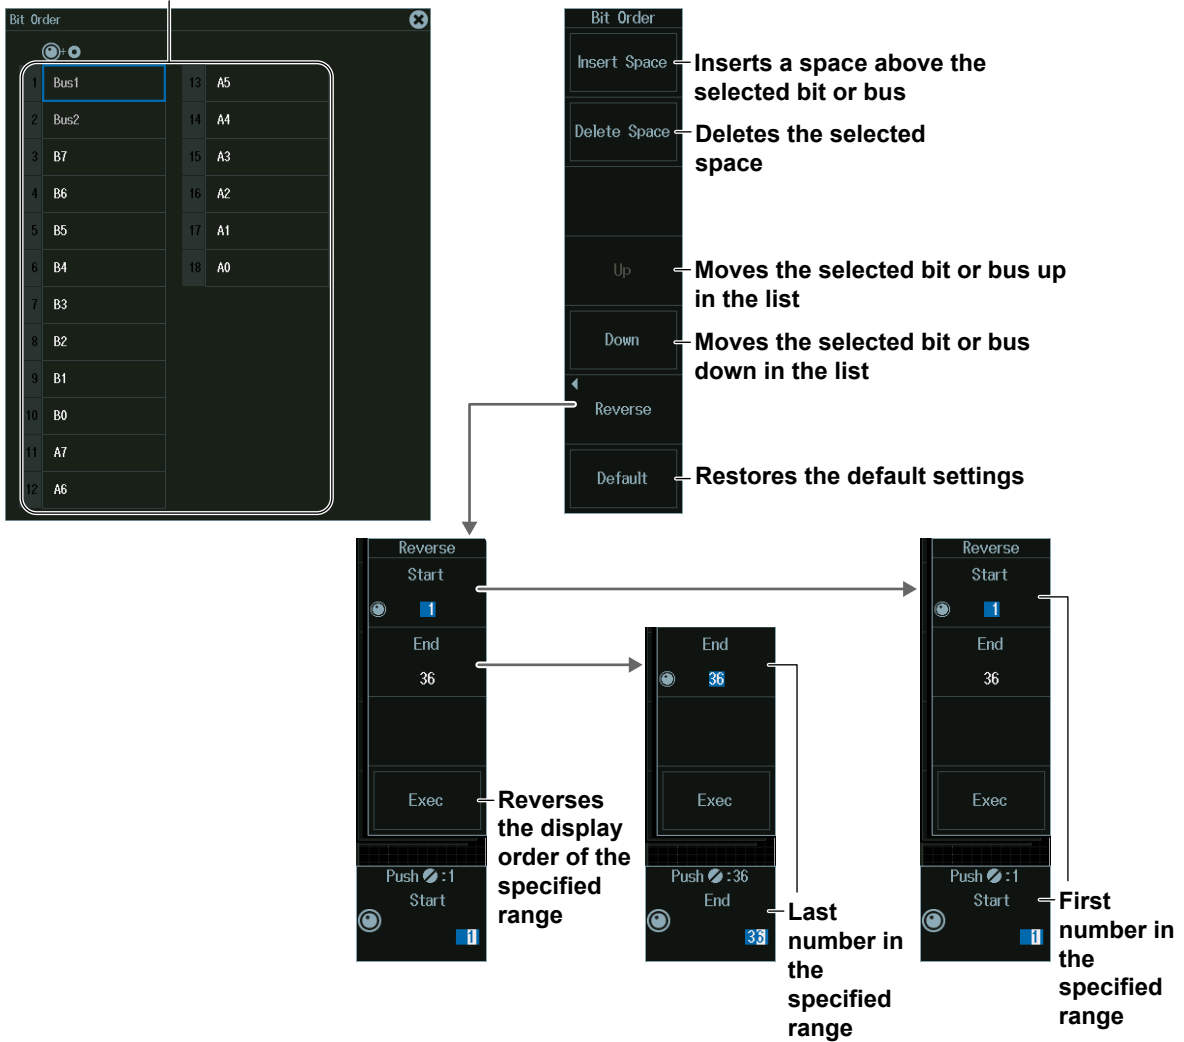 Bit Order
+
1 Bus1
2 Bus2
3 B7
4 B6
5 B5
6 B4
7 B3
8 B2
9 B1
10 B0
11 A7
12 A6
13 A5
14 A4
15 A3
16 A2
17 A1
18 A0
Bit Order
Insert Space
Inserts a space above the
selected bit or bus
Delete Space
Deletes the selected
space
Up
Moves the selected bit or bus up
in the list
Down
Moves the selected bit or bus
down in the list
Reverse
Default
Restores the default settings
Reverse
Start
1
End
36
Exec
Reverses
the display
order of the
specified
range
Push :1
Start
1
End
36
Exec
Push :36
End
36
Last
number in
the
specified
range
Reverse
Start
1
End
36
Exec
Push :1
Start
1
First
number in
the
specified
range